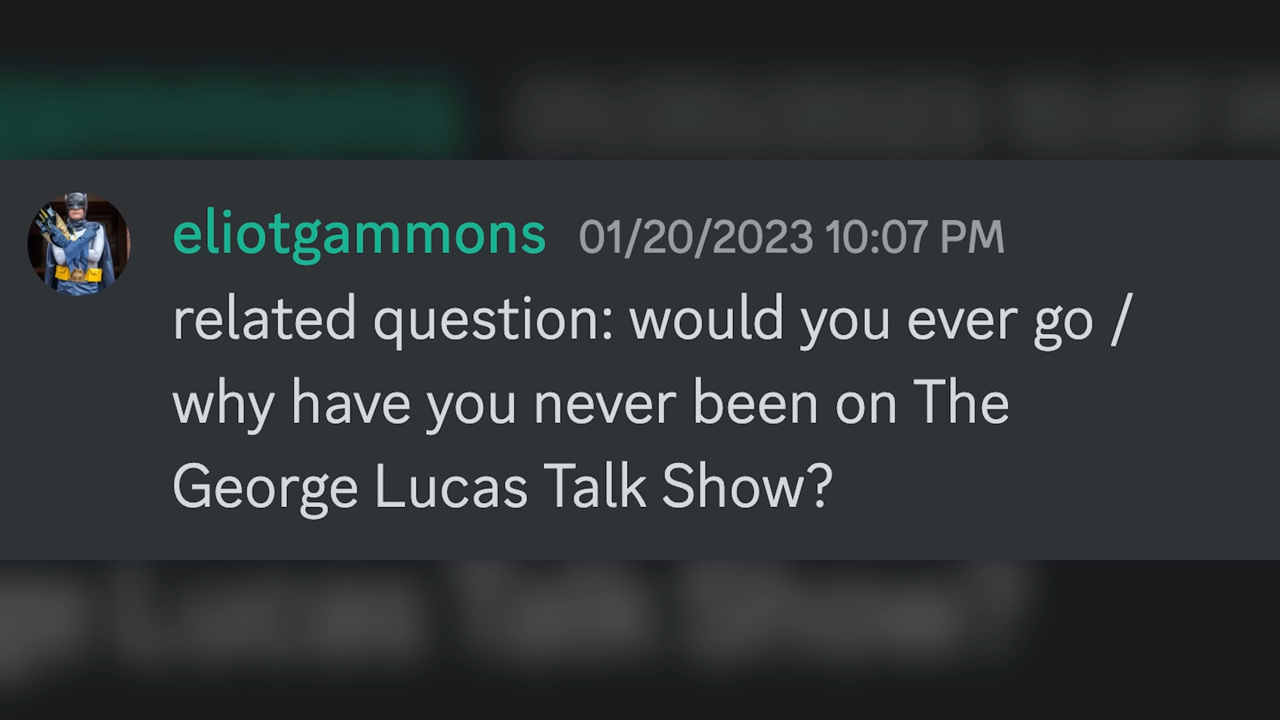 eliotgammons 01/20/2023 10:07 PM
related question: would you ever go /
why have you never been on The
George Lucas Talk Show?